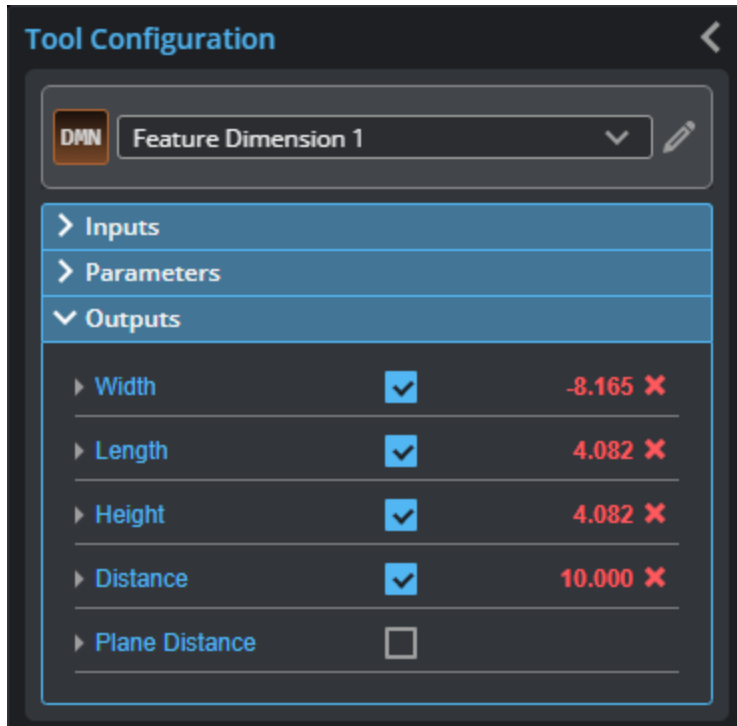 Tool Configuration
DMN Feature Dimension 1
Inputs
Parameters
Outputs
Width -8.165
Length 4.082
Height 4.082
Distance 10.000
Plane Distance